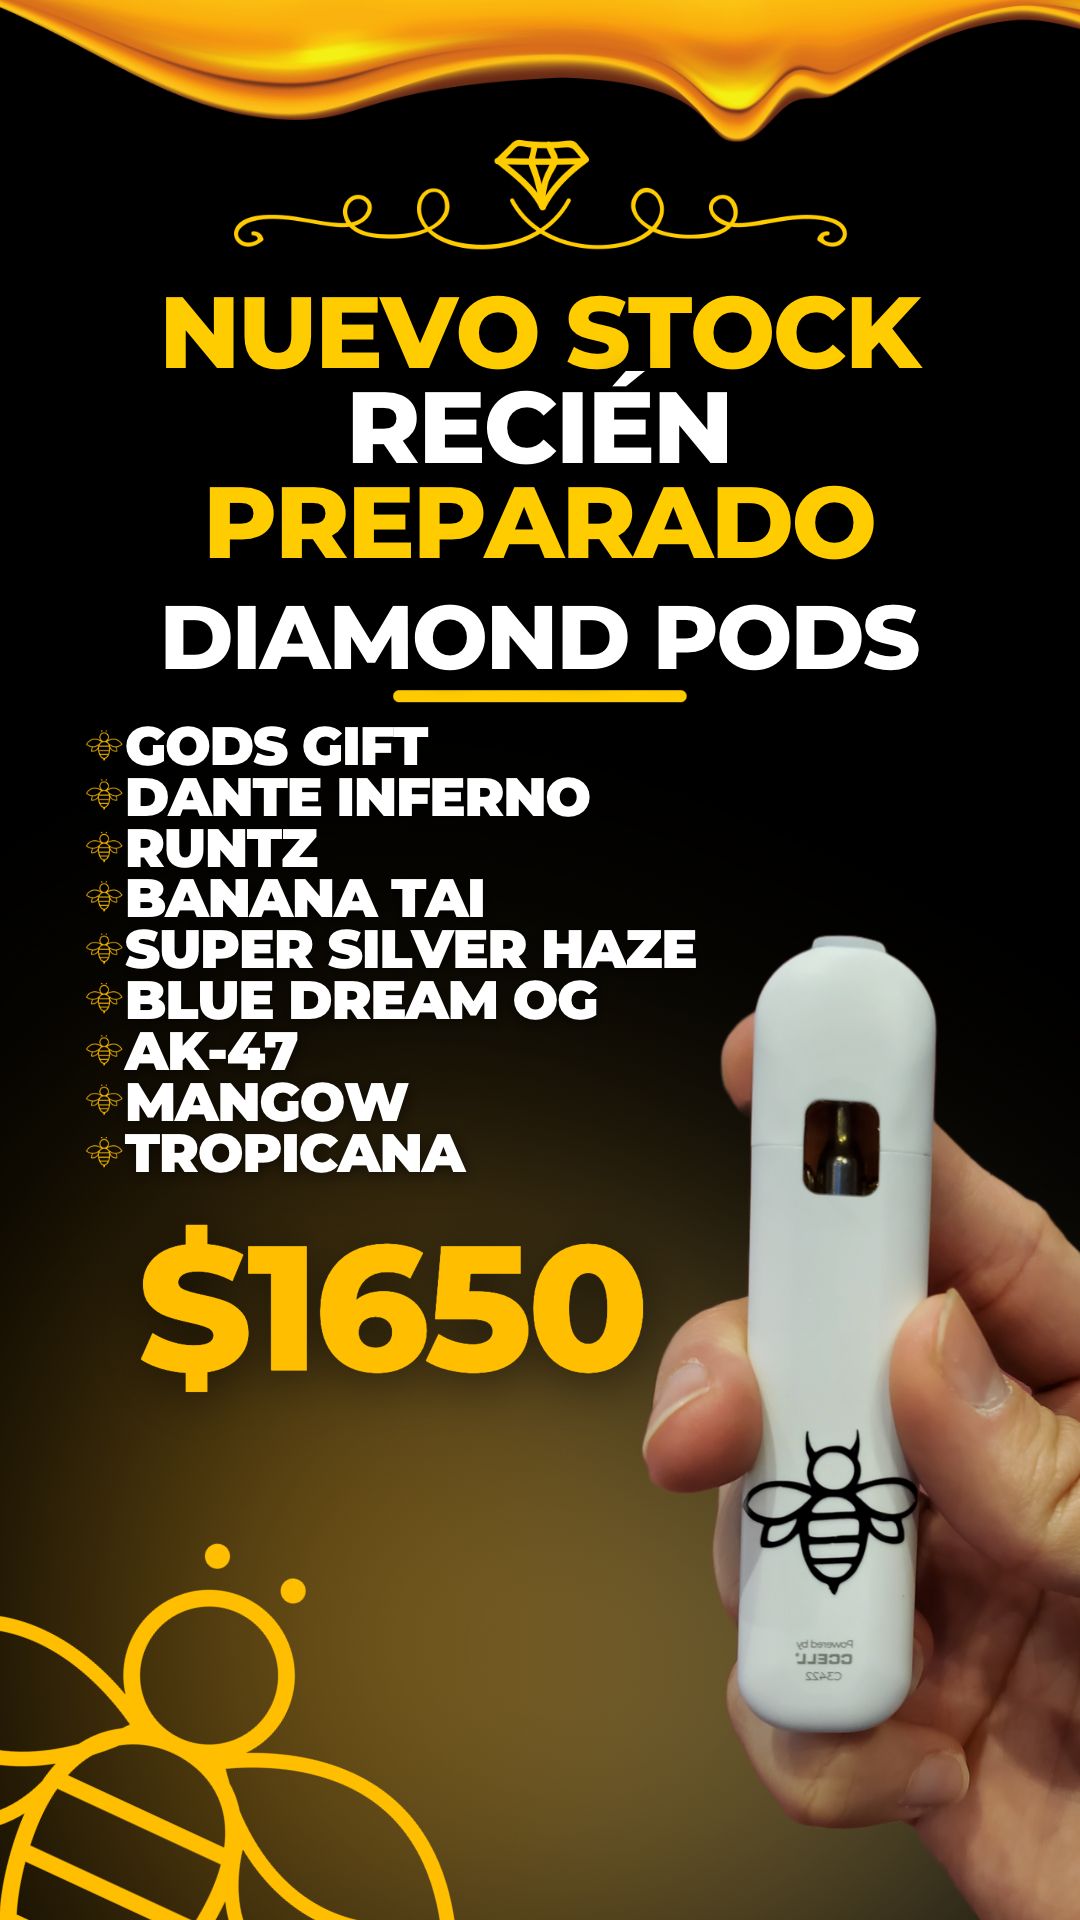 NUEVO STOCK
RECIÉN
PREPARADO
DIAMOND PODS
GODS GIFT
DANTE INFERNO
RUNTZ
BANANA TAI
SUPER SILVER HAZE
BLUE DREAM OG
AK-47
MANGOW
TROPICANA
$1650
Powered by
CCELL
C3422